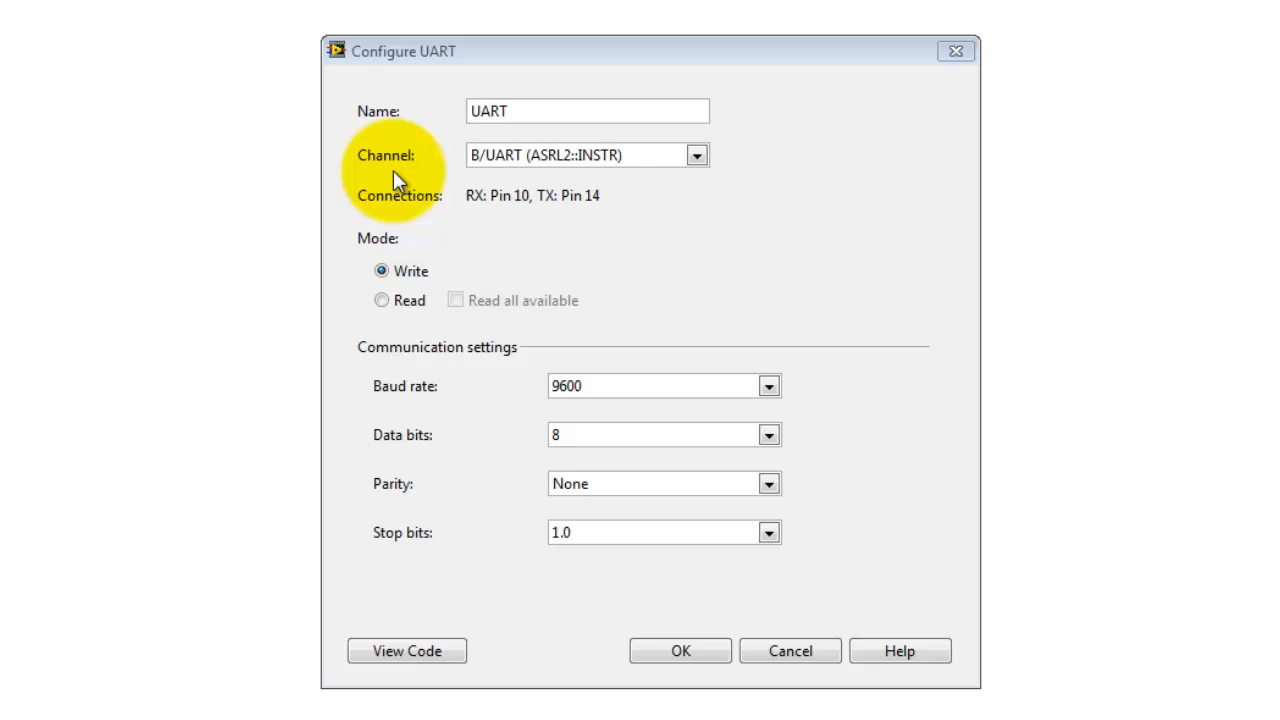 Configure UART
Name: UART
Channel: B/UART (ASRL2::INSTR)
Connections: RX: Pin 10, TX: Pin 14
Mode:
Write
Read Read all available
Communication settings
Baud rate: 9600
Data bits: 8
Parity: None
Stop bits: 1.0
View Code OK Cancel Help